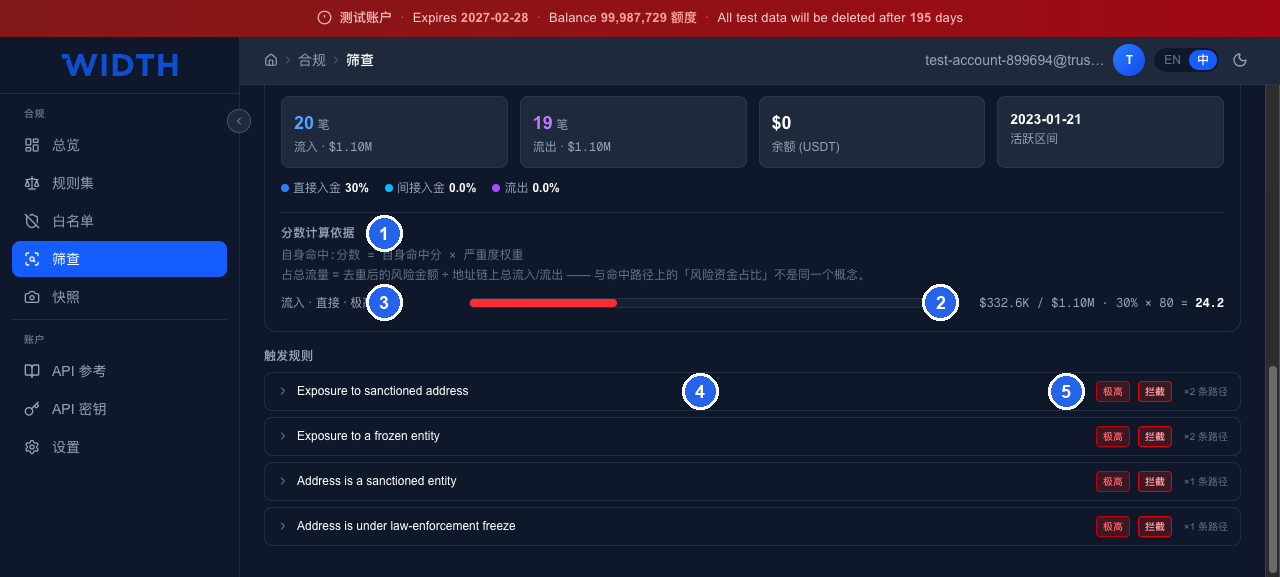 测试账户 · Expires 2027-02-28 · Balance 99,987,729 额度 · All test data will be deleted after 195 days
WIDTH
合规 筛查
test-account-899694@trus… T EN 中
合规
总览
规则集
白名单
筛查
快照
账户
API 参考
API 密钥
设置
20 笔
流入 · $1.10M
19 笔
流出 · $1.10M
$0
余额 (USDT)
2023-01-21
活跃区间
直接入金 30% 间接入金 0.0% 流出 0.0%
分数计算依据 1
自身命中:分数 = 自身命中分 × 严重度权重
占总流量 = 去重后的风险金额 ÷ 地址链上总流入/流出 —— 与命中路径上的「风险资金占比」不是同一个概念。
流入 · 直接 · 极 3 2 $332.6K / $1.10M · 30% × 80 = 24.2
触发规则
Exposure to sanctioned address 4 5 极高 拦截 ×2 条路径
Exposure to a frozen entity 极高 拦截 ×2 条路径
Address is a sanctioned entity 极高 拦截 ×1 条路径
Address is under law-enforcement freeze 极高 拦截 ×1 条路径